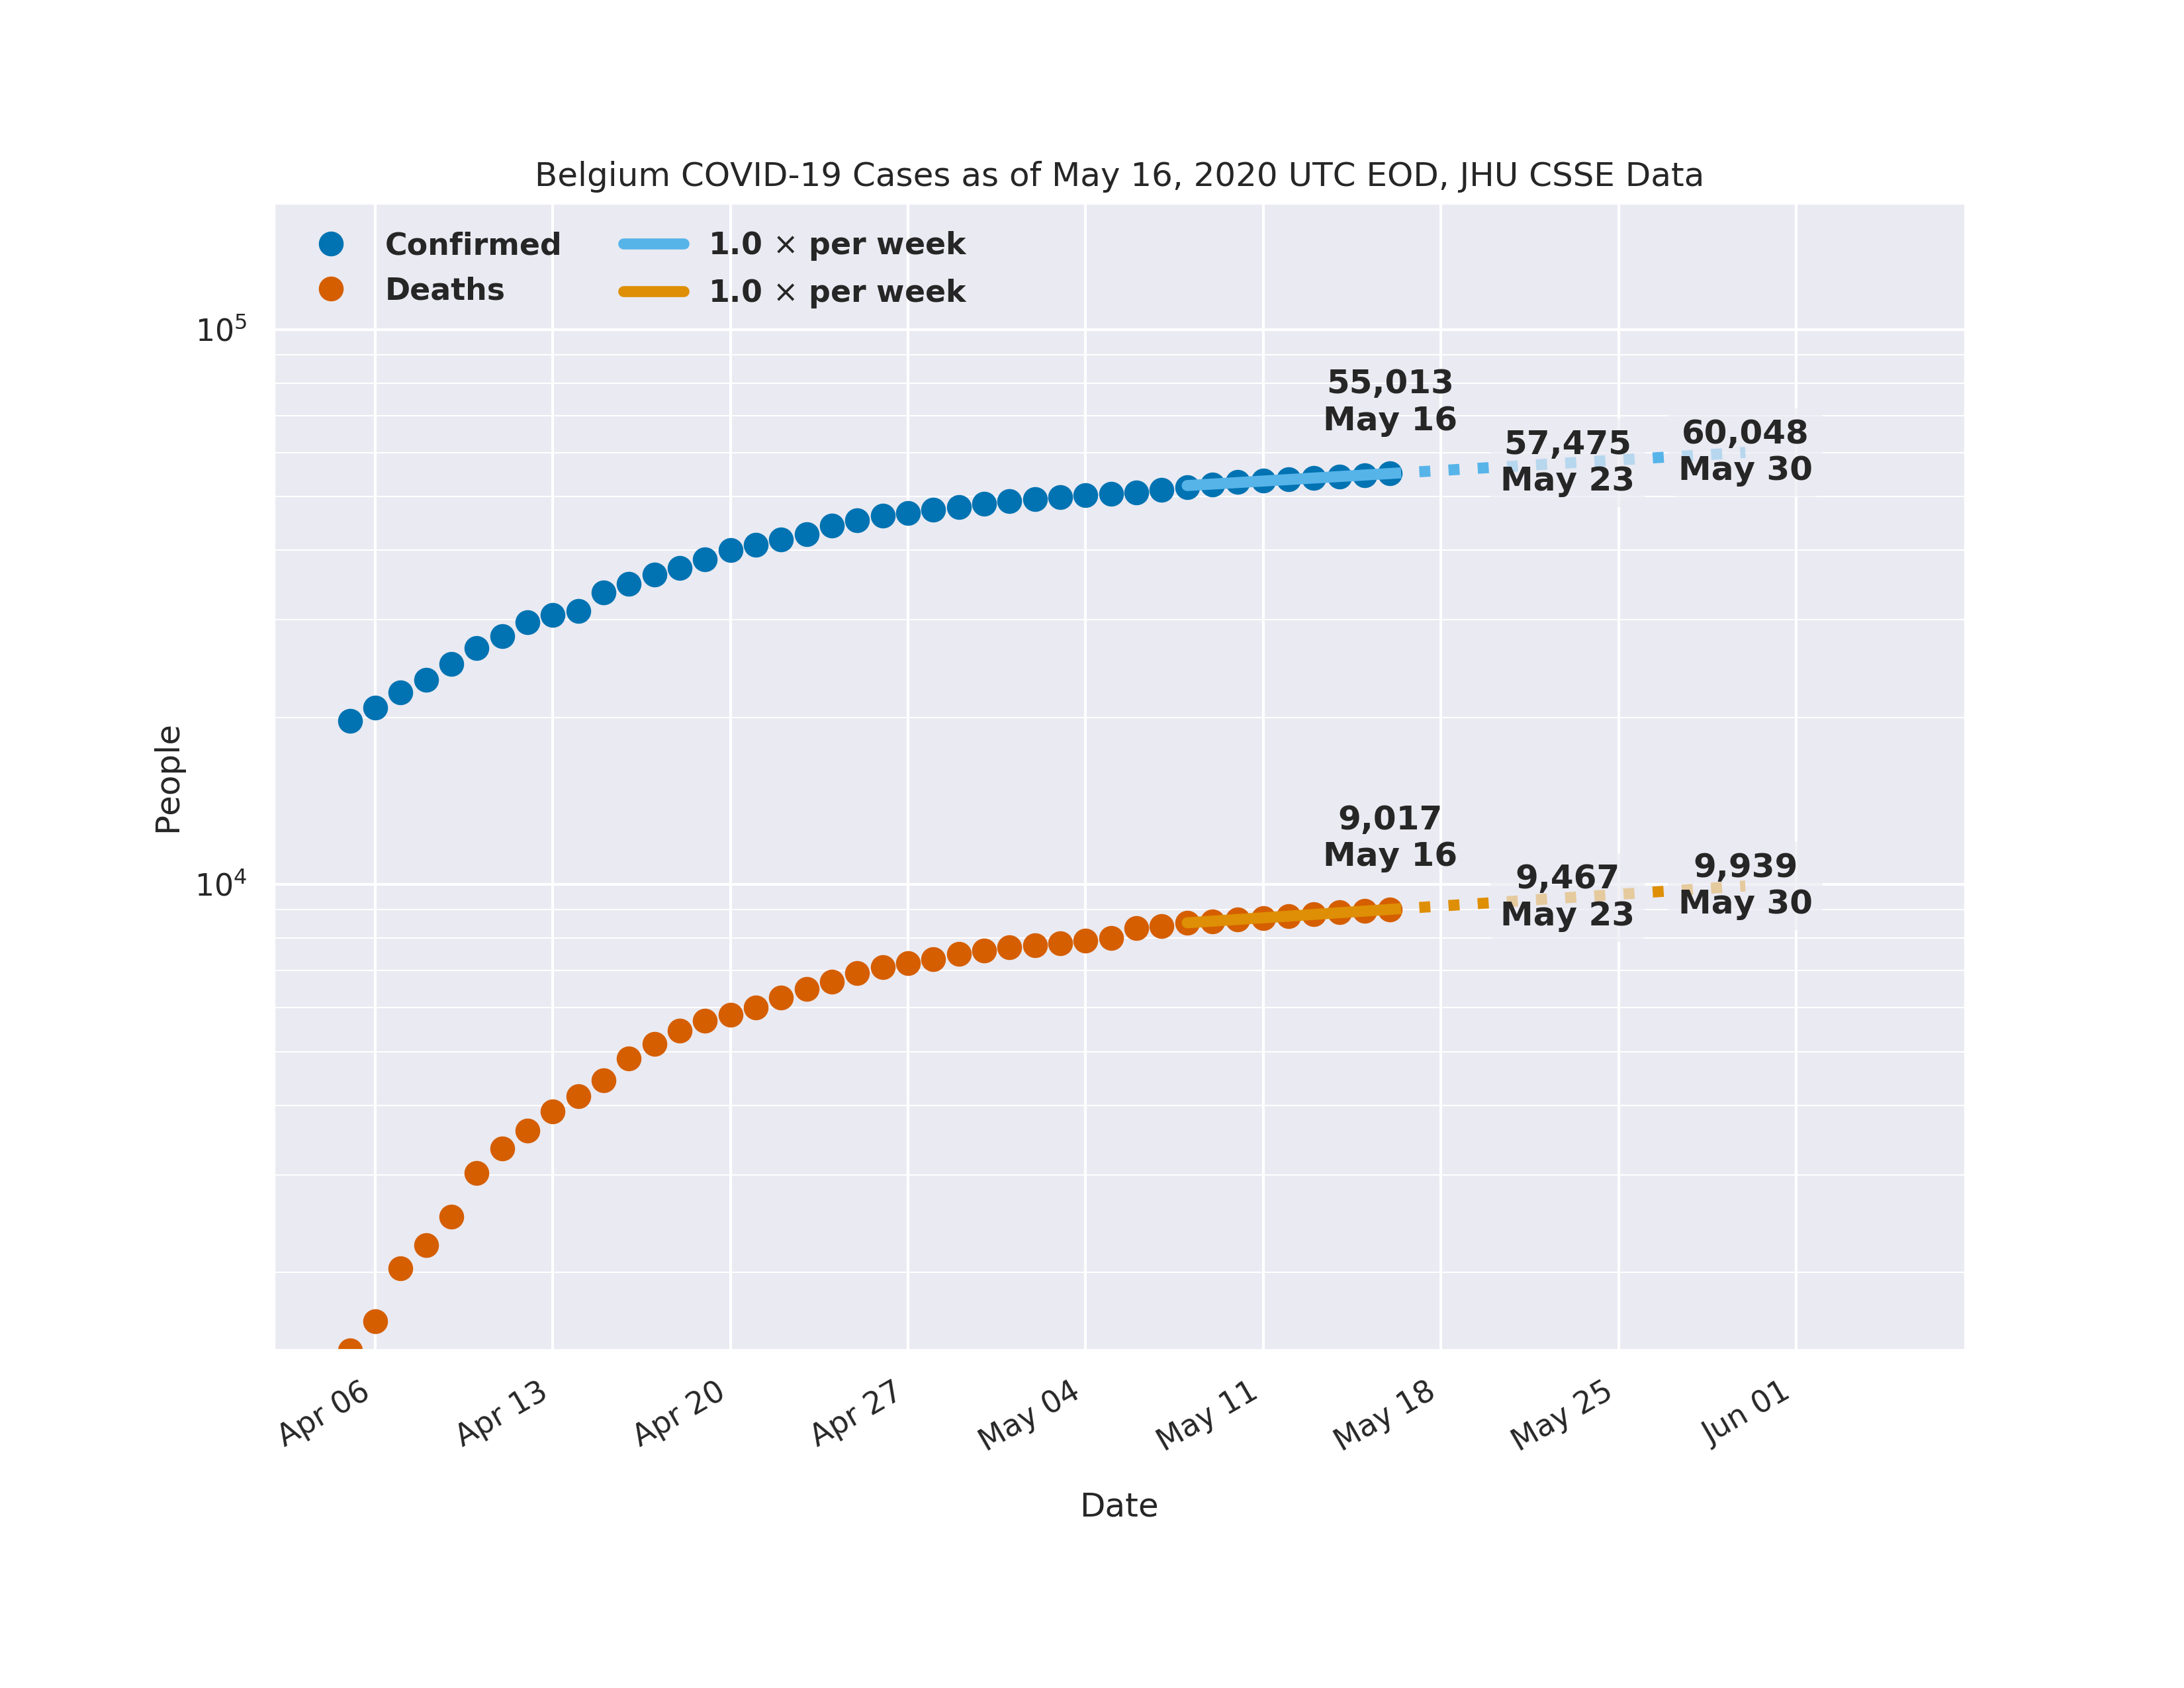 Belgium COVID-19 Cases as of May 16, 2020 UTC EOD, JHU CSSE Data
Confirmed
Deaths
1.0 × per week
1.0 × per week
10⁵
10⁴
People
55,013
May 16
57,475
May 23
60,048
May 30
9,017
May 16
9,467
May 23
9,939
May 30
Apr 06
Apr 13
Apr 20
Apr 27
May 04
May 11
May 18
May 25
Jun 01
Date